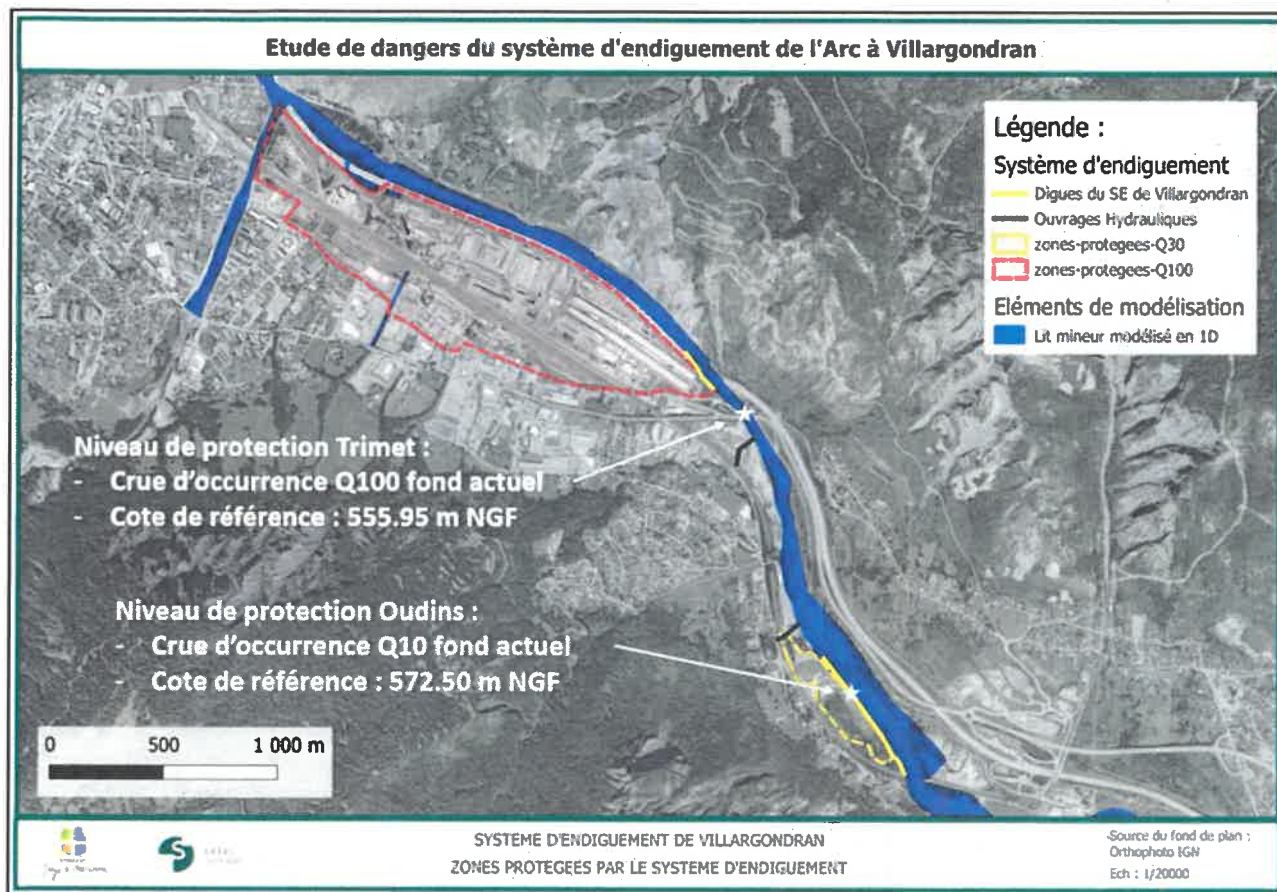 Etude de dangers du système d'endiguement de l'Arc à Villargondran
Légende :
Système d'endiguement
Digues du SE de Villargondran
Ouvrages Hydrauliques
zones-protegees-Q30
zones-protegees-Q100
Eléments de modélisation
Lit mineur modélisé en 1D
Niveau de protection Trimet :
- Crue d'occurrence Q100 fond actuel
- Cote de référence : 555.95 m NGF
Niveau de protection Oudins :
- Crue d'occurrence Q10 fond actuel
- Cote de référence : 572.50 m NGF
0 500 1 000 m
SYSTEME D'ENDIGUEMENT DE VILLARGONDRAN
ZONES PROTEGEES PAR LE SYSTEME D'ENDIGUEMENT
Source du fond de plan :
Orthophoto IGN
Ech : 1/20000